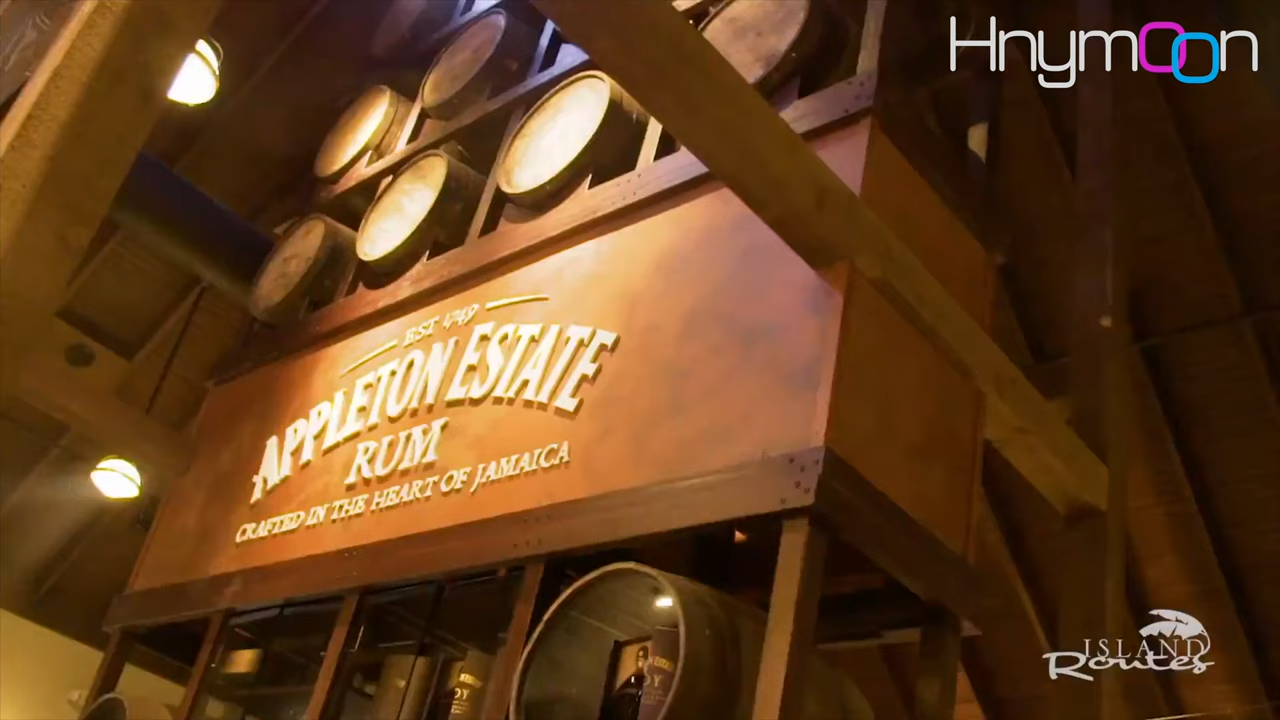 Hnymoon
EST 1749
APPLETON ESTATE
RUM
CRAFTED IN THE HEART OF JAMAICA
ISLAND
Routes